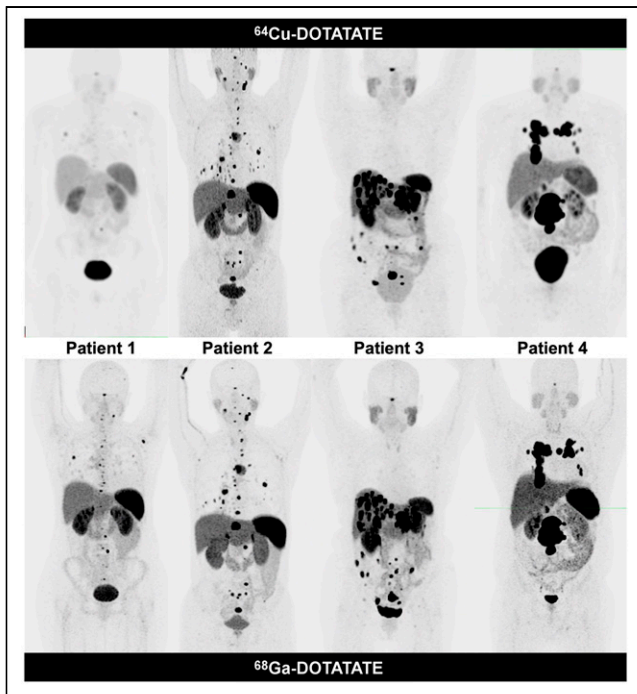 ⁶⁴Cu-DOTATATE
Patient 1 Patient 2 Patient 3 Patient 4
⁶⁸Ga-DOTATATE